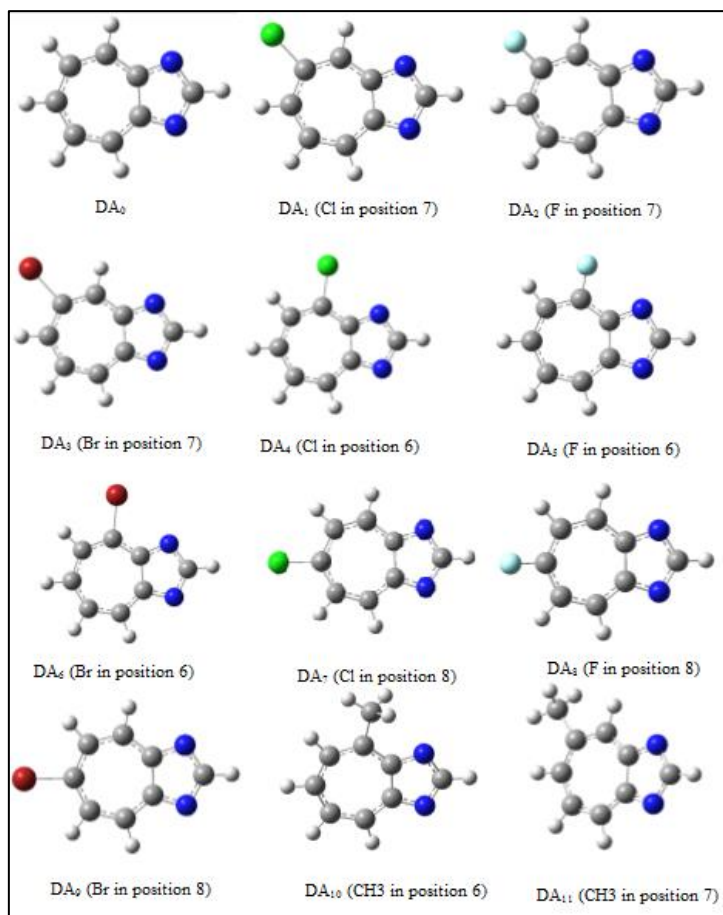 DA₀
DA₁ (Cl in position 7)
DA₂ (F in position 7)
DA₃ (Br in position 7)
DA₄ (Cl in position 6)
DA₅ (F in position 6)
DA₆ (Br in position 6)
DA₇ (Cl in position 8)
DA₈ (F in position 8)
DA₉ (Br in position 8)
DA₁₀ (CH3 in position 6)
DA₁₁ (CH3 in position 7)